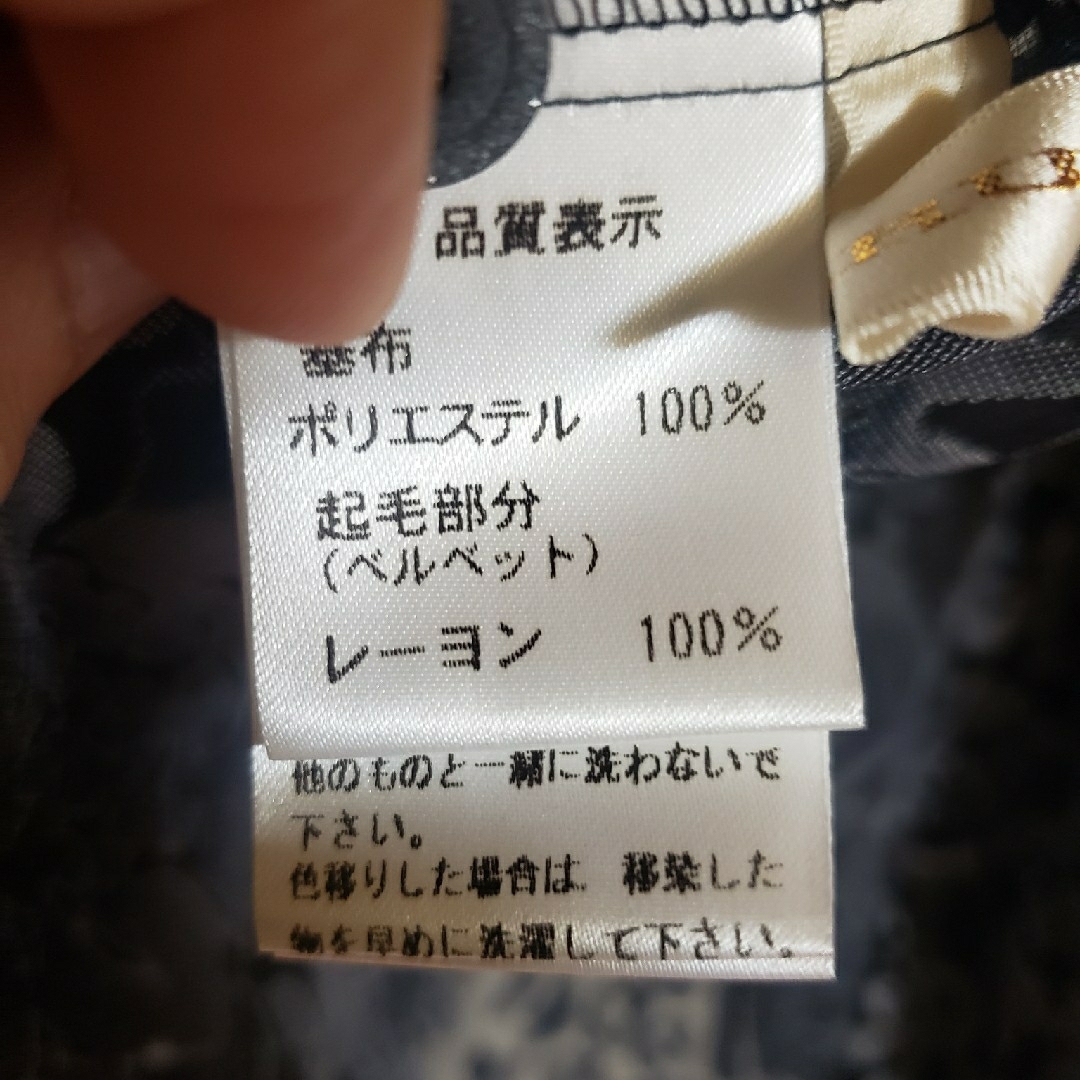 品質表示
基布
ポリエステル 100%
起毛部分
(ベルベット)
レーヨン 100%
他のものと一緒に洗わないで
下さい。
色移りした場合は、移染した
物を早めに洗濯して下さい。